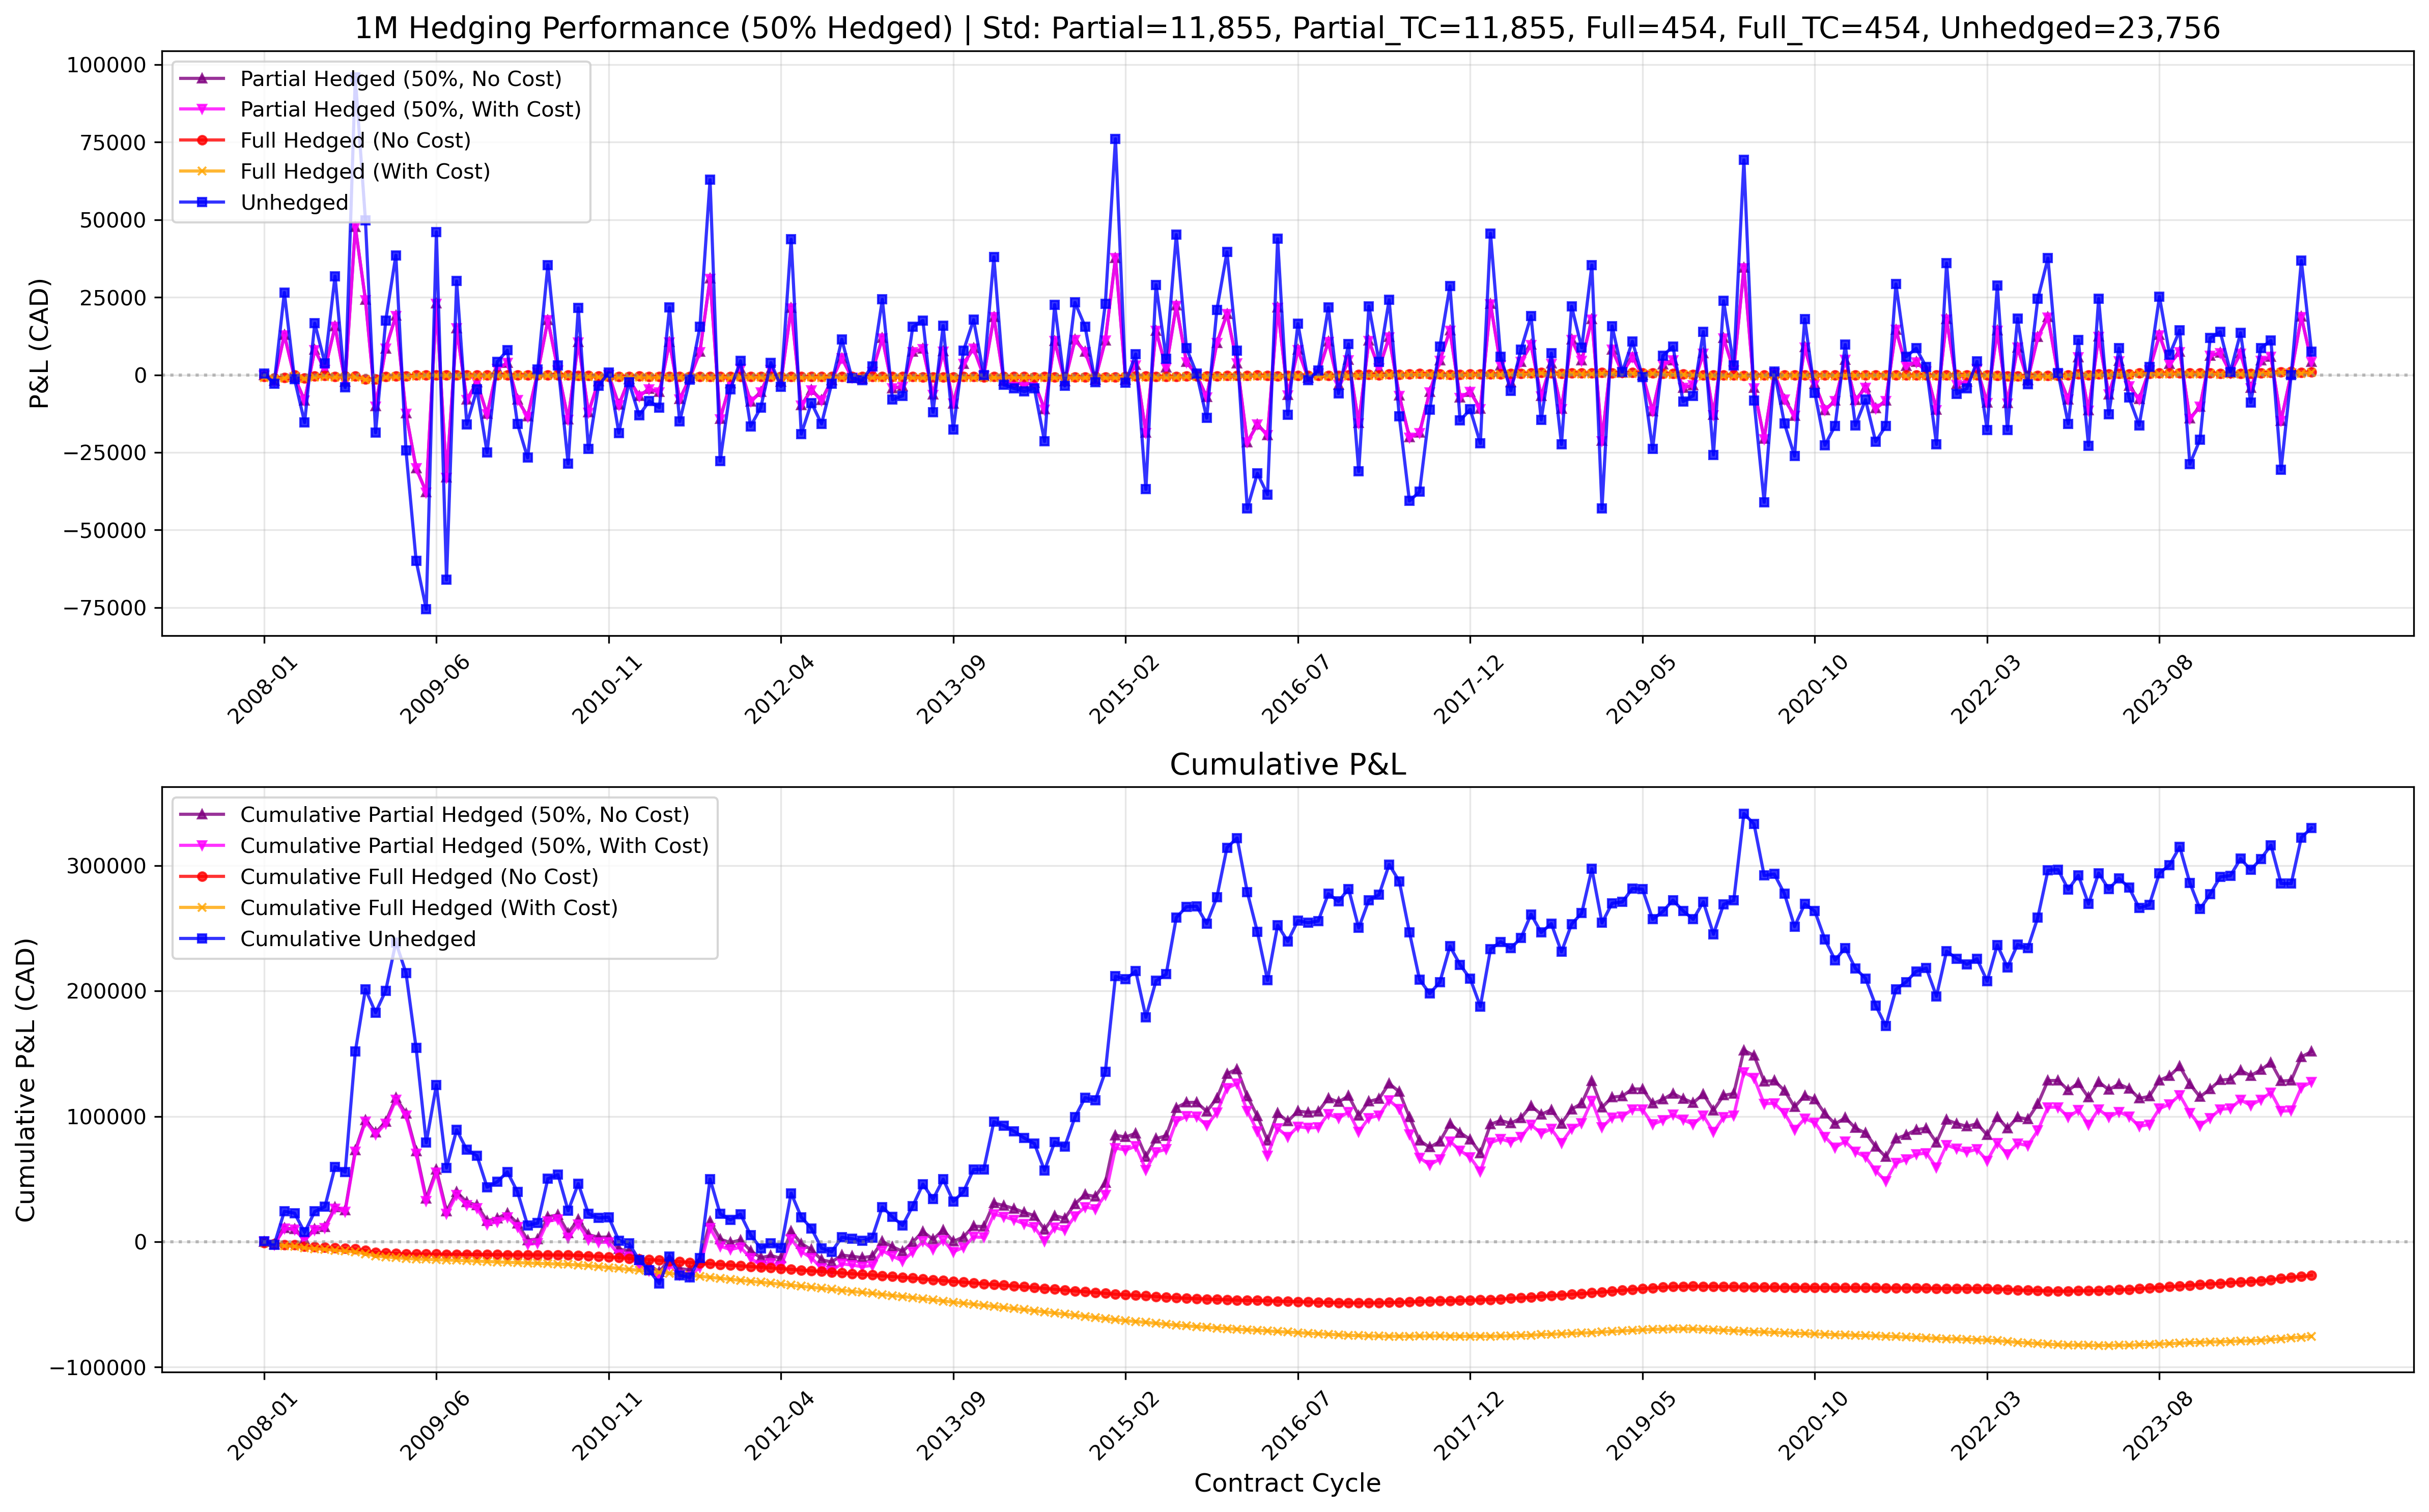 1M Hedging Performance (50% Hedged) | Std: Partial=11,855, Partial_TC=11,855, Full=454, Full_TC=454, Unhedged=23,756
P&L (CAD)
100000
75000
50000
25000
0
−25000
−50000
−75000
Partial Hedged (50%, No Cost)
Partial Hedged (50%, With Cost)
Full Hedged (No Cost)
Full Hedged (With Cost)
Unhedged
2008-01
2009-06
2010-11
2012-04
2013-09
2015-02
2016-07
2017-12
2019-05
2020-10
2022-03
2023-08
Cumulative P&L
Cumulative P&L (CAD)
300000
200000
100000
0
−100000
Cumulative Partial Hedged (50%, No Cost)
Cumulative Partial Hedged (50%, With Cost)
Cumulative Full Hedged (No Cost)
Cumulative Full Hedged (With Cost)
Cumulative Unhedged
2008-01
2009-06
2010-11
2012-04
2013-09
2015-02
2016-07
2017-12
2019-05
2020-10
2022-03
2023-08
Contract Cycle